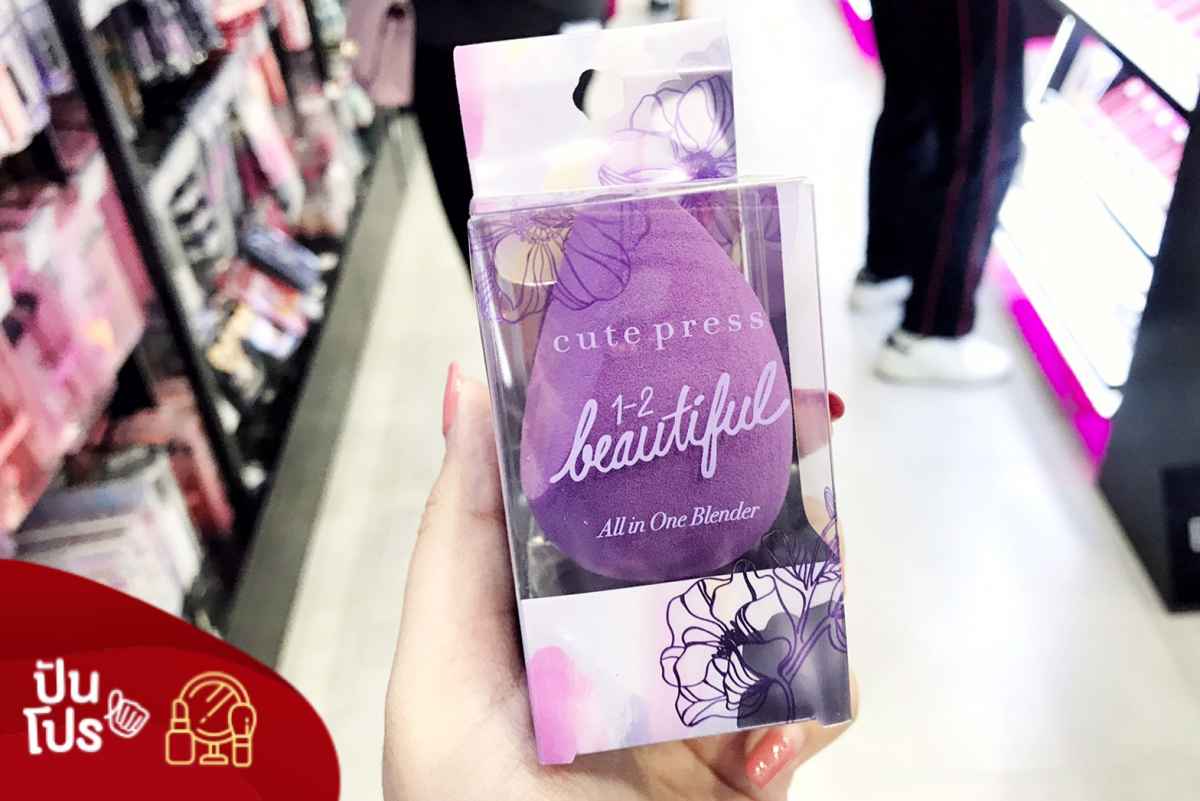 cute press
1-2
beautiful
All in One Blender
ปัน
โปร